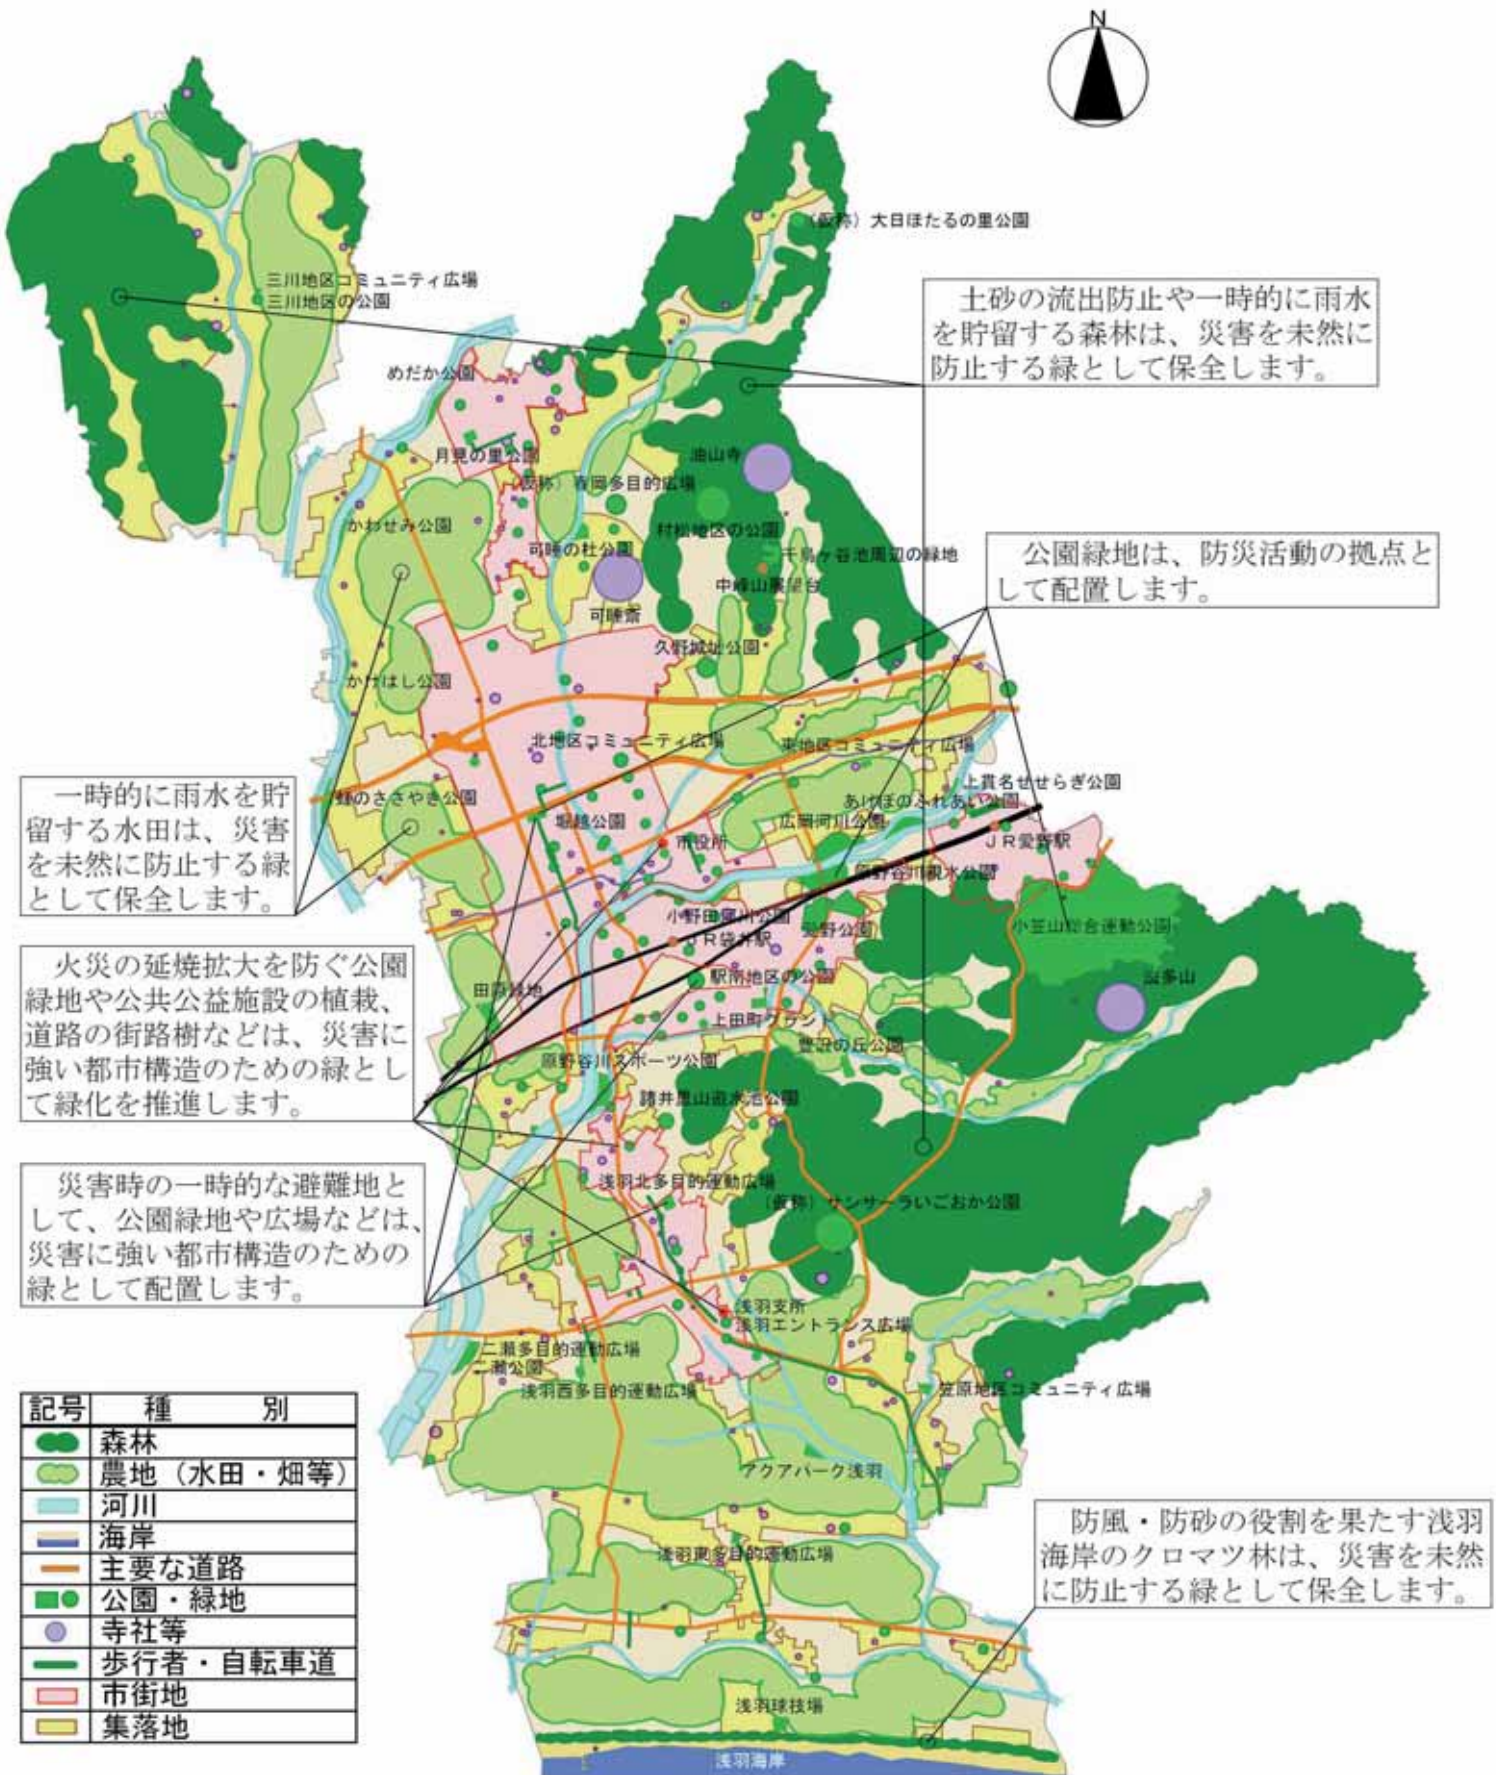 N
(仮称) 大日ほたるの里公園
三川地区コミュニティ広場
三川地区の公園
土砂の流出防止や一時的に雨水
を貯留する森林は、災害を未然に
防止する緑として保全します。
めだか公園
月見の里公園
油山寺
(仮称) 春岡多目的広場
かわせみ公園
村松地区の公園
可睡の杜公園
千鳥ヶ谷池周辺の緑地
中峰山展望台
可睡斎
公園緑地は、防災活動の拠点と
して配置します。
久野城址公園
かけはし公園
北地区コミュニティ広場
東地区コミュニティ広場
上貫名せせらぎ公園
一時的に雨水を貯
留する水田は、災害
を未然に防止する緑
として保全します。
蛙のささやき公園
あけぼのふれあい公園
堀越公園
広岡河川公園
市役所
JR愛野駅
原野谷川親水公園
小野田堀川公園
愛野公園
小笠山総合運動公園
JR袋井駅
火災の延焼拡大を防ぐ公園
緑地や公共公益施設の植栽、
道路の街路樹などは、災害に
強い都市構造のための緑とし
て緑化を推進します。
駅南地区の公園
田原緑地
上田町グランド
豊沢の丘公園
原野谷川スポーツ公園
諸井里山遊水池公園
災害時の一時的な避難地と
して、公園緑地や広場などは、
災害に強い都市構造のための
緑として配置します。
浅羽北多目的運動広場
(仮称) サンサーラいごおか公園
浅羽支所
浅羽エントランス広場
二瀬多目的運動広場
二瀬公園
浅羽西多目的運動広場
笠原地区コミュニティ広場
アクアパーク浅羽
浅羽東多目的運動広場
防風・防砂の役割を果たす浅羽
海岸のクロマツ林は、災害を未然
に防止する緑として保全します。
浅羽球技場
浅羽海岸
記号 種 別
森林
農地(水田・畑等)
河川
海岸
主要な道路
公園・緑地
寺社等
歩行者・自転車道
市街地
集落地